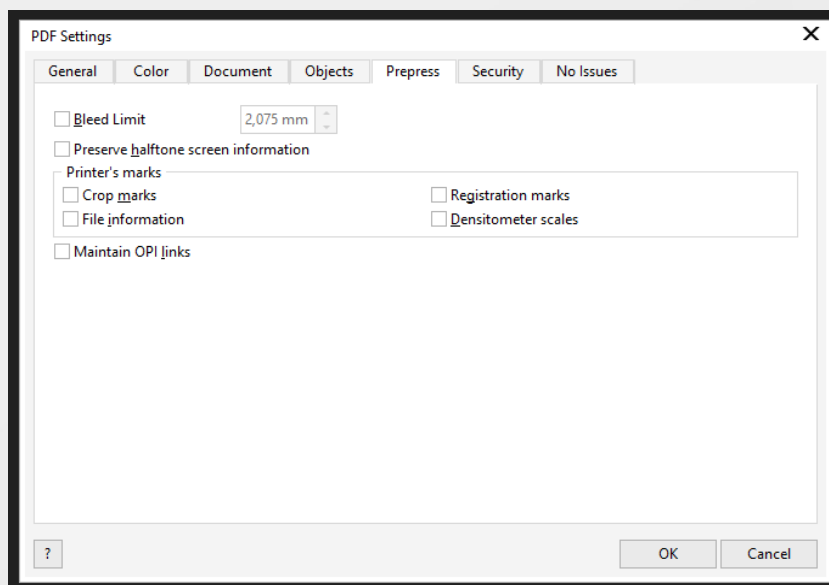 PDF Settings
General Color Document Objects Prepress Security No Issues
Bleed Limit 2,075 mm
Preserve halftone screen information
Printer's marks
Crop marks Registration marks
File information Densitometer scales
Maintain OPI links
? OK Cancel